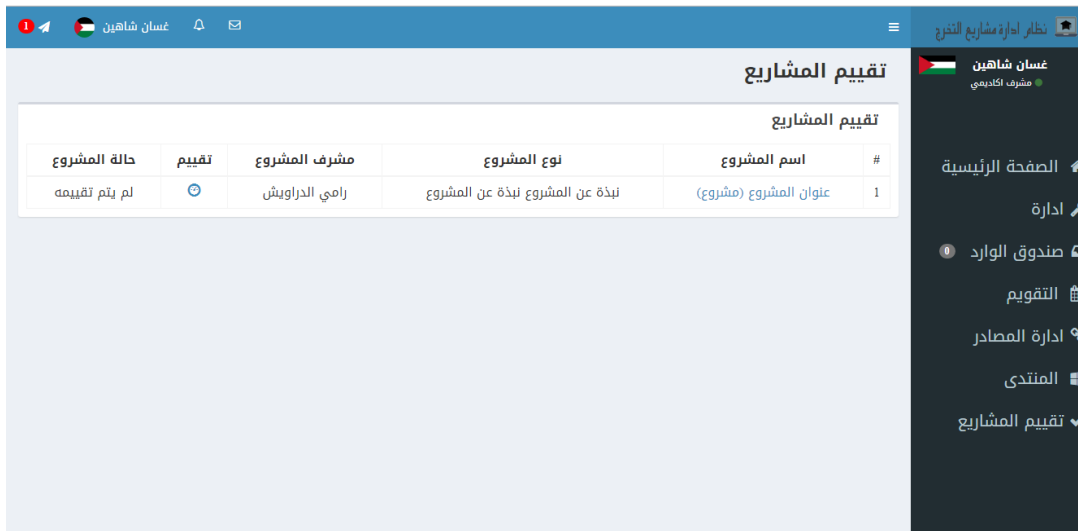 نظام ادارة مشاريع التخرج
غسان شاهين
1
غسان شاهين
مشرف اكاديمي
الصفحة الرئيسية
ادارة
صندوق الوارد 0
التقويم
ادارة المصادر
المنتدى
تقييم المشاريع
تقييم المشاريع
تقييم المشاريع
# اسم المشروع نوع المشروع مشرف المشروع تقييم حالة المشروع
1 عنوان المشروع (مشروع) نبذة عن المشروع نبذة عن المشروع رامي الدراويش لم يتم تقييمه